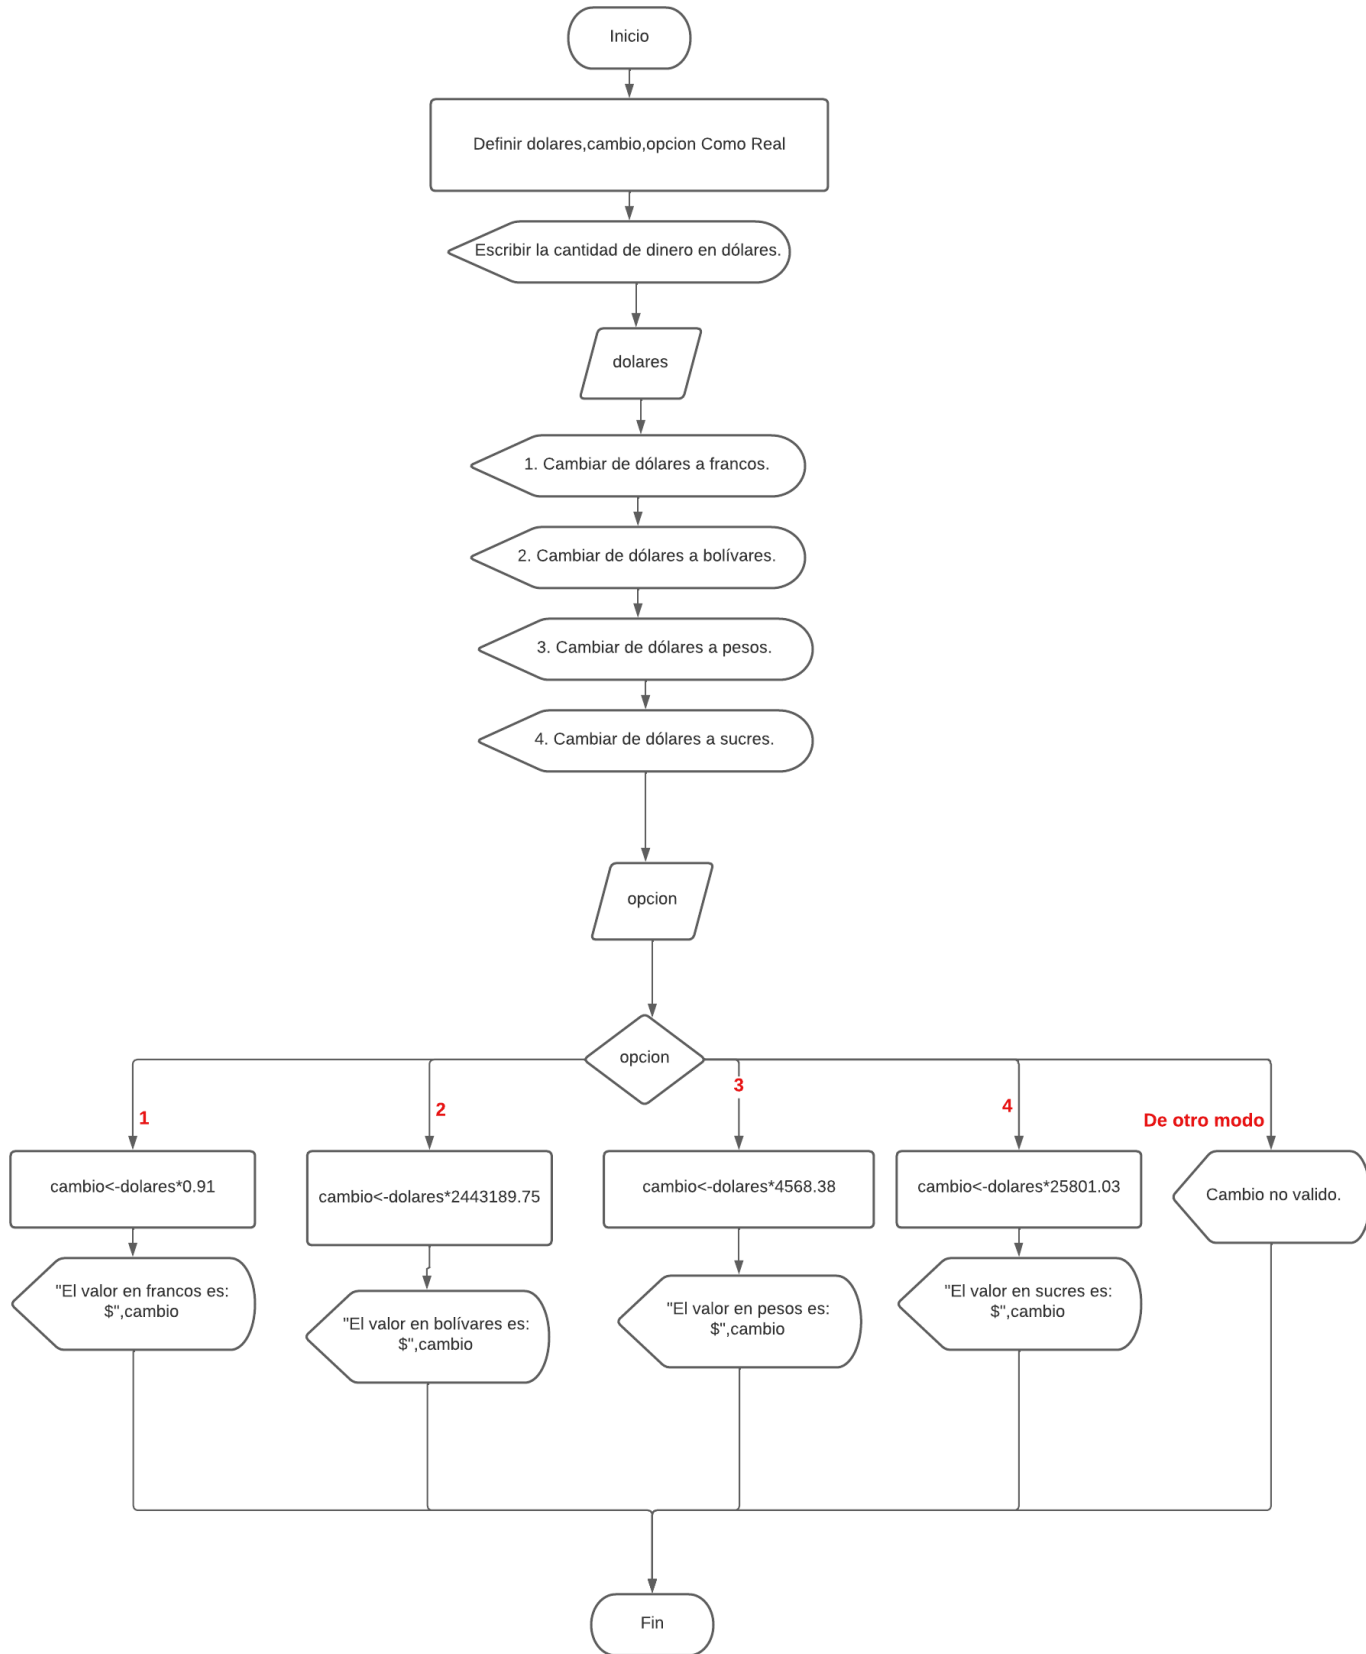 Inicio
Definir dolares,cambio,opcion Como Real
Escribir la cantidad de dinero en dólares.
dolares
1. Cambiar de dólares a francos.
2. Cambiar de dólares a bolívares.
3. Cambiar de dólares a pesos.
4. Cambiar de dólares a sucres.
opcion
opcion
1
2
3
4
De otro modo
cambio<-dolares*0.91
cambio<-dolares*2443189.75
cambio<-dolares*4568.38
cambio<-dolares*25801.03
Cambio no valido.
"El valor en francos es:
$",cambio
"El valor en bolívares es:
$",cambio
"El valor en pesos es:
$",cambio
"El valor en sucres es:
$",cambio
Fin